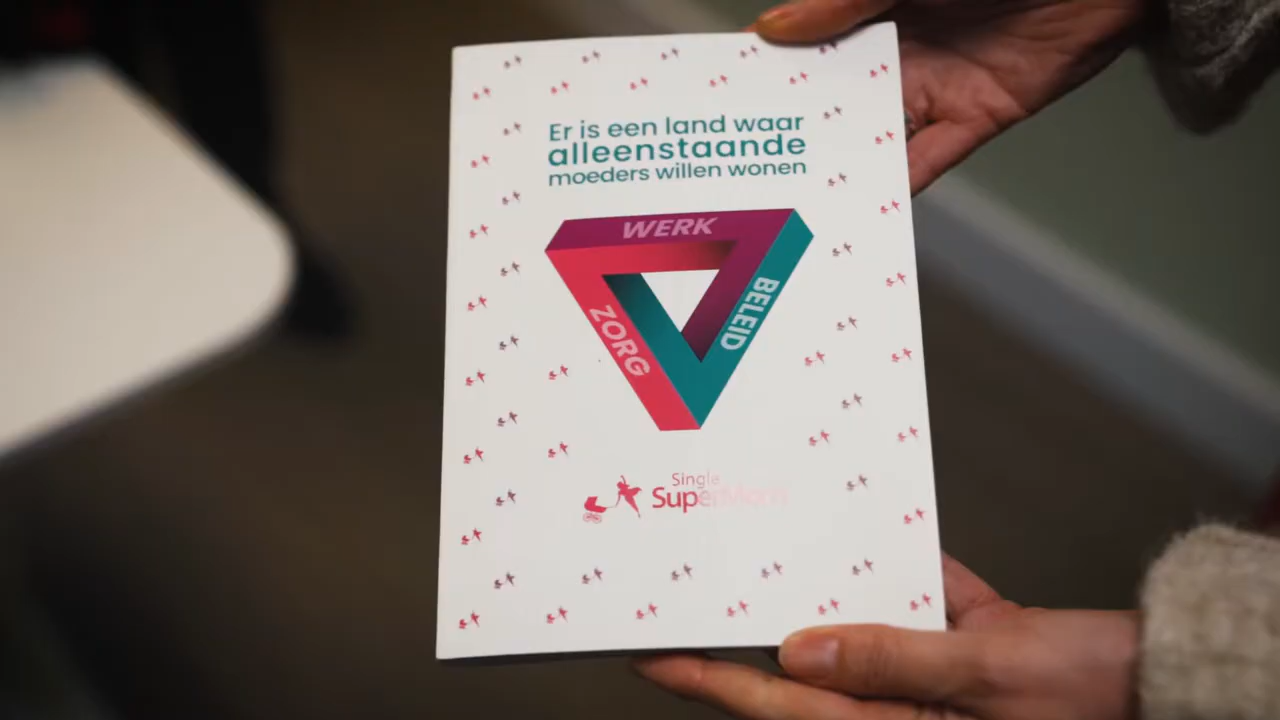 Er is een land waar
alleenstaande
moeders willen wonen
WERK
BELEID
ZORG
Single
SuperMom